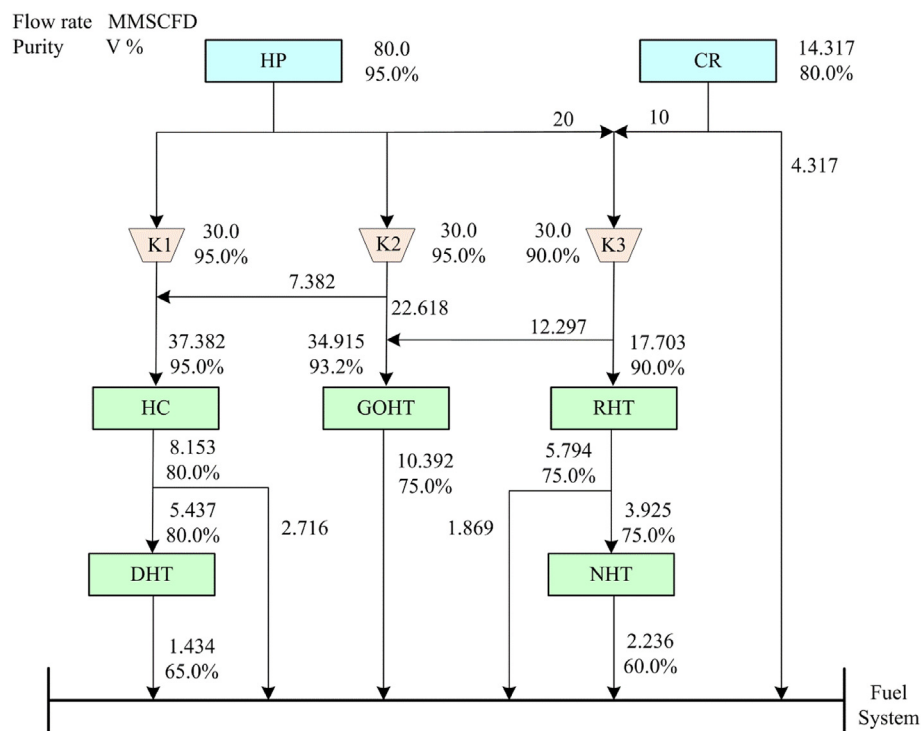 Flow rate MMSCFD
Purity V %
HP
80.0
95.0%
CR
14.317
80.0%
20
10
4.317
K1
30.0
95.0%
K2
30.0
95.0%
K3
30.0
90.0%
7.382
22.618
12.297
37.382
95.0%
34.915
93.2%
17.703
90.0%
HC
GOHT
RHT
8.153
80.0%
10.392
75.0%
5.794
75.0%
5.437
80.0%
2.716
1.869
3.925
75.0%
DHT
NHT
1.434
65.0%
2.236
60.0%
Fuel
System